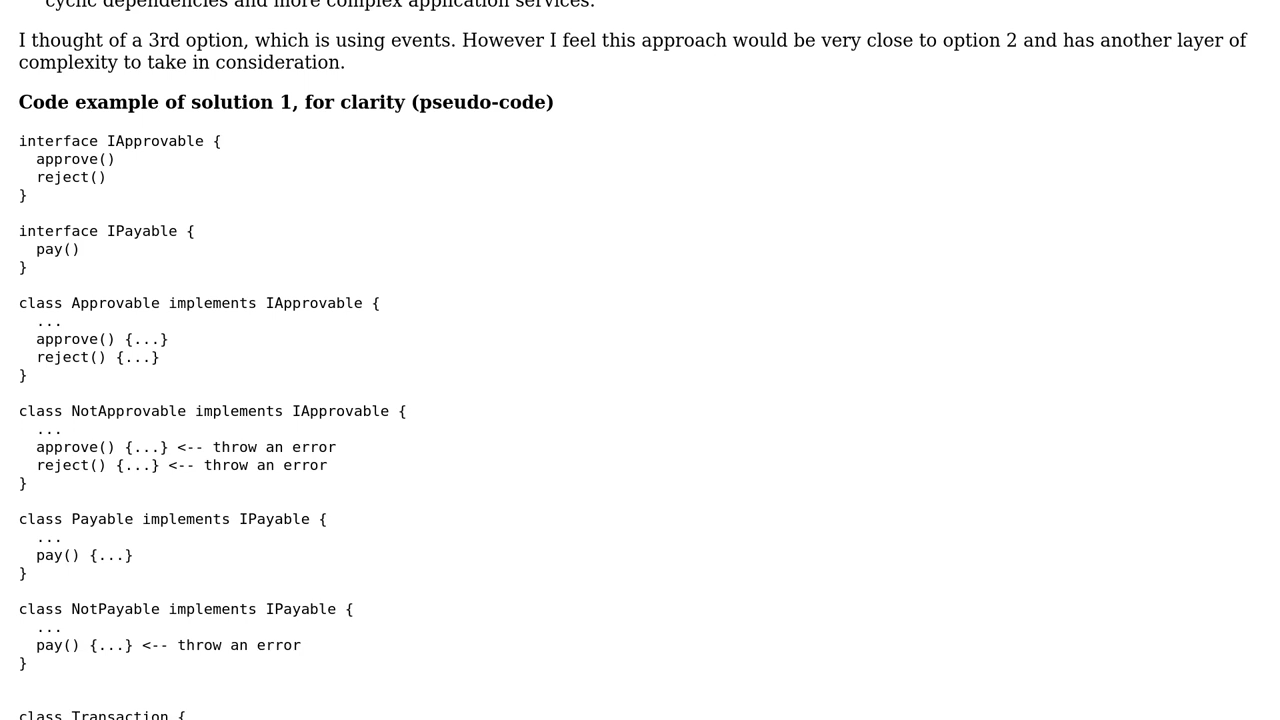 cyclic dependencies and more complex application services.
I thought of a 3rd option, which is using events. However I feel this approach would be very close to option 2 and has another layer of
complexity to take in consideration.
Code example of solution 1, for clarity (pseudo-code)
interface IApprovable {
  approve()
  reject()
}
interface IPayable {
  pay()
}
class Approvable implements IApprovable {
  ...
  approve() {...}
  reject() {...}
}
class NotApprovable implements IApprovable {
  ...
  approve() {...} <-- throw an error
  reject() {...} <-- throw an error
}
class Payable implements IPayable {
  ...
  pay() {...}
}
class NotPayable implements IPayable {
  ...
  pay() {...} <-- throw an error
}
class Transaction {